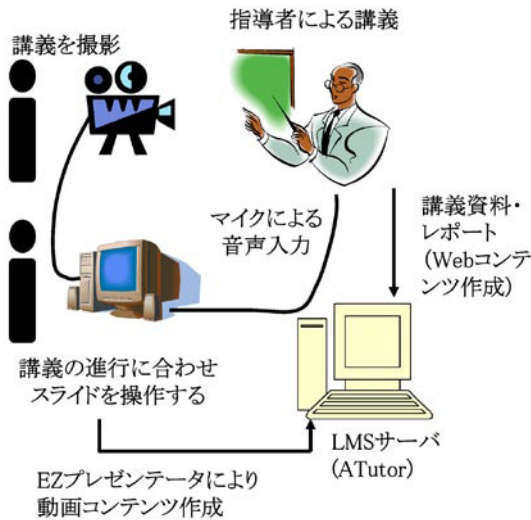 指導者による講義
講義を撮影
マイクによる
音声入力
講義資料・
レポート
(Webコンテ
ンツ作成)
講義の進行に合わせ
スライドを操作する
LMSサーバ
(ATutor)
EZプレゼンテータにより
動画コンテンツ作成